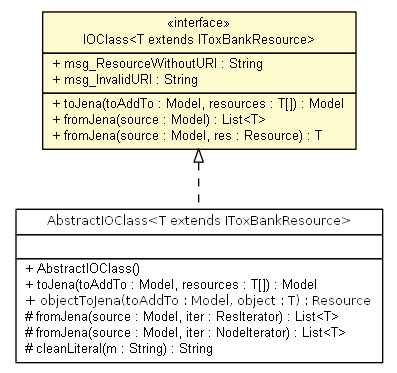 «interface»
IOClass<T extends IToxBankResource>
+ msg_ResourceWithoutURI : String
+ msg_InvalidURI : String
+ toJena(toAddTo : Model, resources : T[]) : Model
+ fromJena(source : Model) : List<T>
+ fromJena(source : Model, res : Resource) : T
AbstractIOClass<T extends IToxBankResource>
+ AbstractIOClass()
+ toJena(toAddTo : Model, resources : T[]) : Model
+ objectToJena(toAddTo : Model, object : T) : Resource
# fromJena(source : Model, iter : ResIterator) : List<T>
# fromJena(source : Model, iter : NodeIterator) : List<T>
# cleanLiteral(m : String) : String